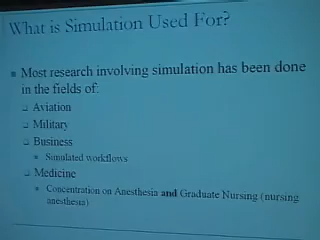 What is Simulation Used For?
Most research involving simulation has been done
in the fields of:
Aviation
Military
Business
Simulated workflows
Medicine
Concentration on Anesthesia and Graduate Nursing (nursing
anesthesia)